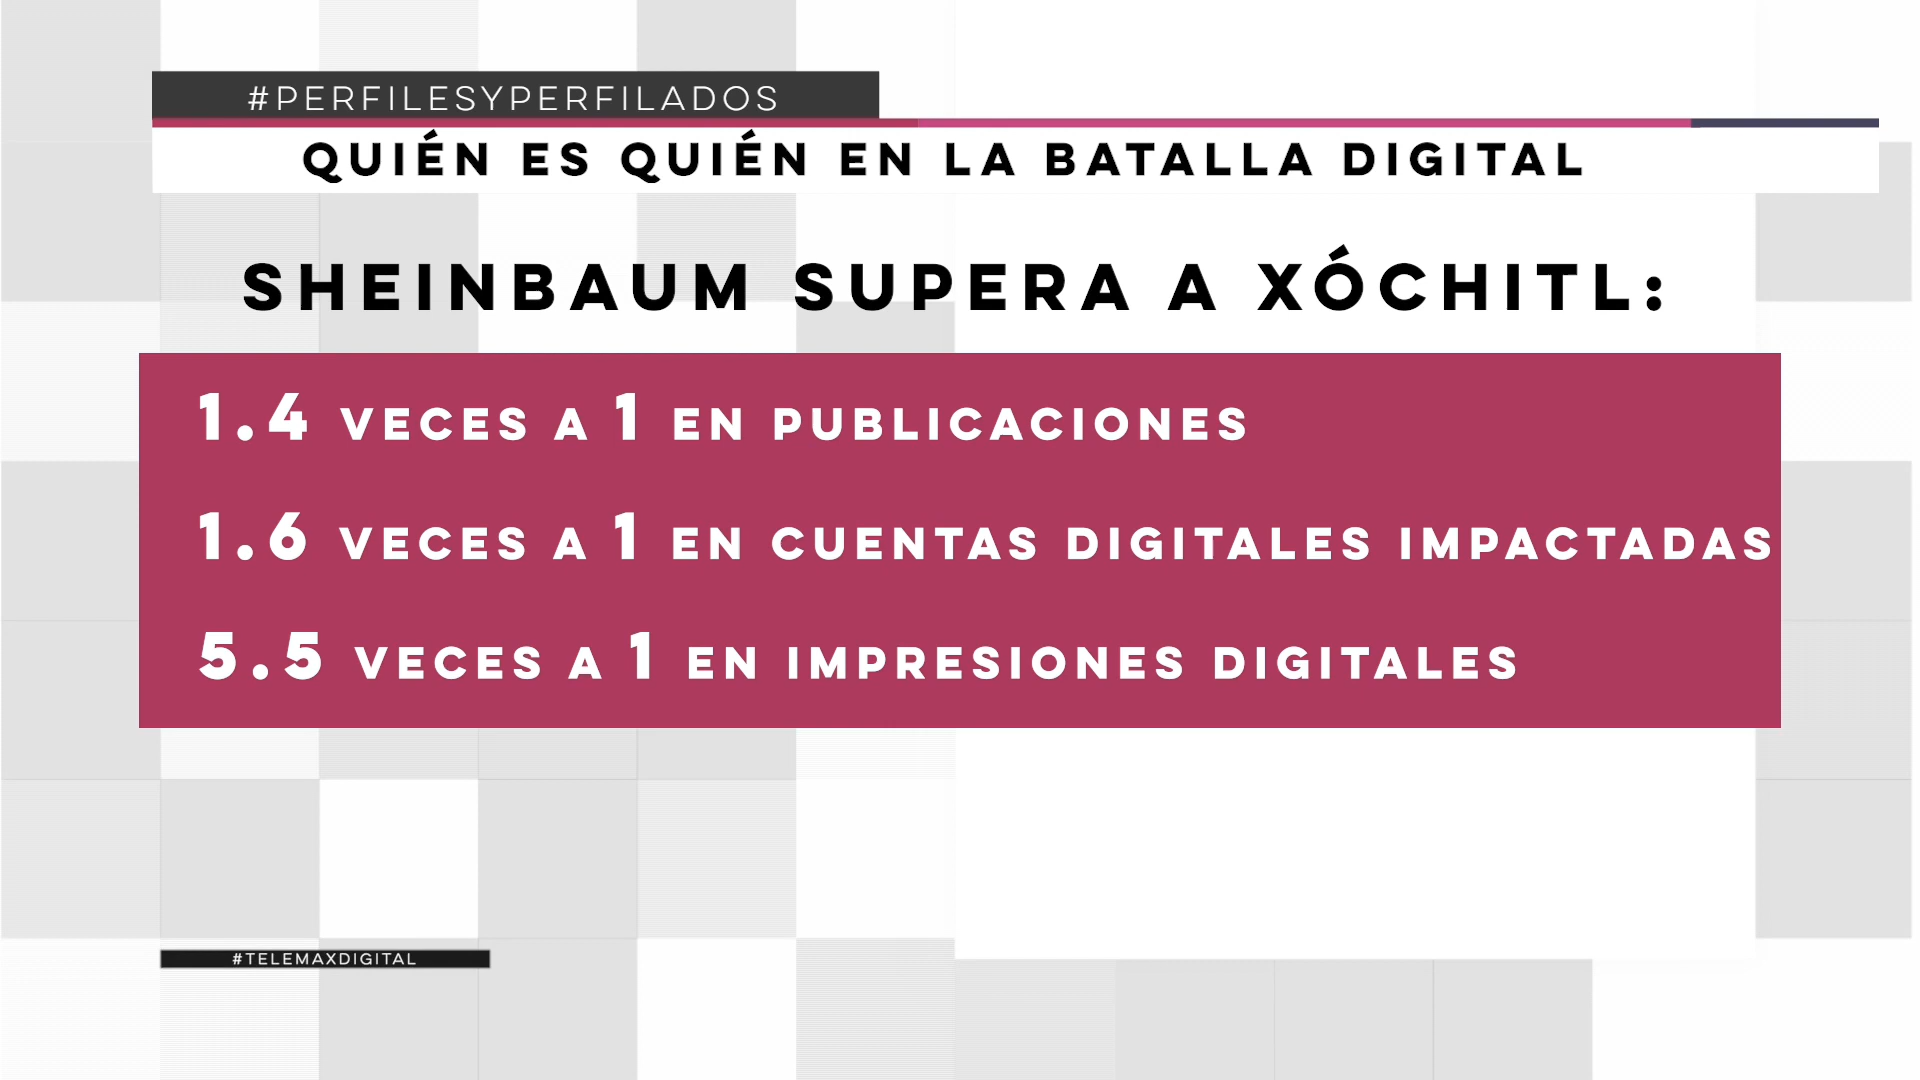 #PERFILESYPERFILADOS
QUIÉN ES QUIÉN EN LA BATALLA DIGITAL
SHEINBAUM SUPERA A XÓCHITL:
1.4 VECES A 1 EN PUBLICACIONES
1.6 VECES A 1 EN CUENTAS DIGITALES IMPACTADAS
5.5 VECES A 1 EN IMPRESIONES DIGITALES
#TELEMAXDIGITAL